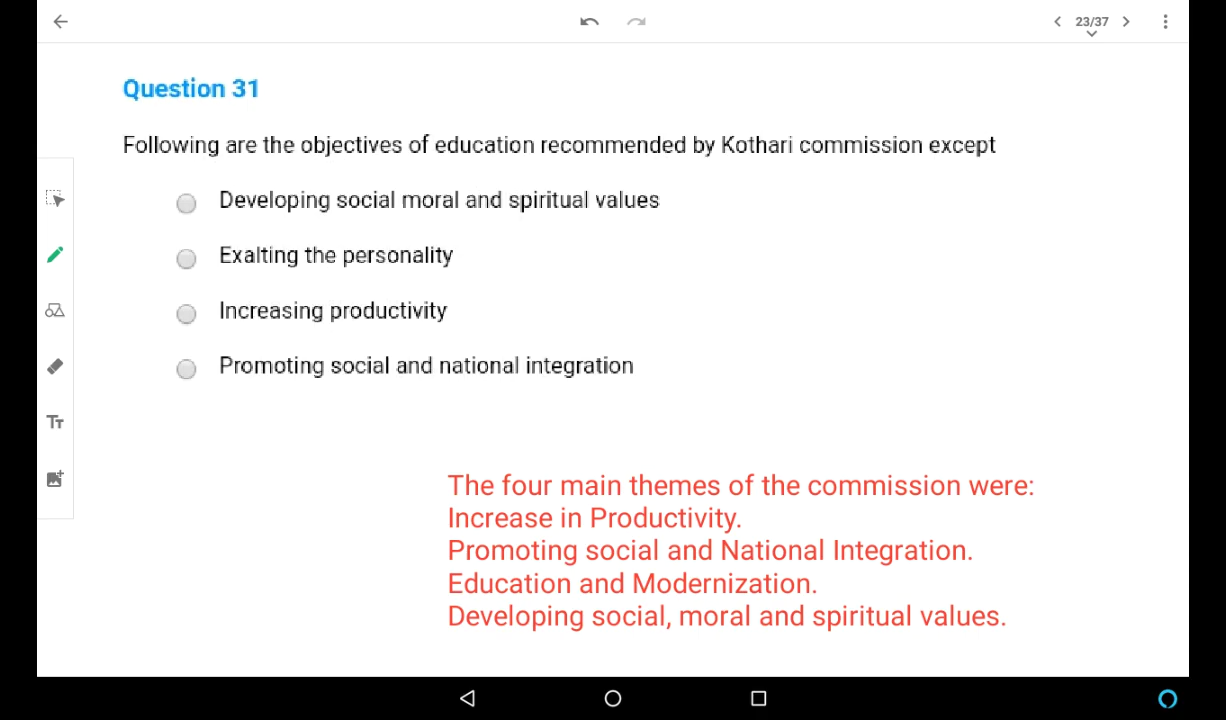 23/37
Question 31
Following are the objectives of education recommended by Kothari commission except
Developing social moral and spiritual values
Exalting the personality
Increasing productivity
Promoting social and national integration
Tт
The four main themes of the commission were:
Increase in Productivity.
Promoting social and National Integration.
Education and Modernization.
Developing social, moral and spiritual values.